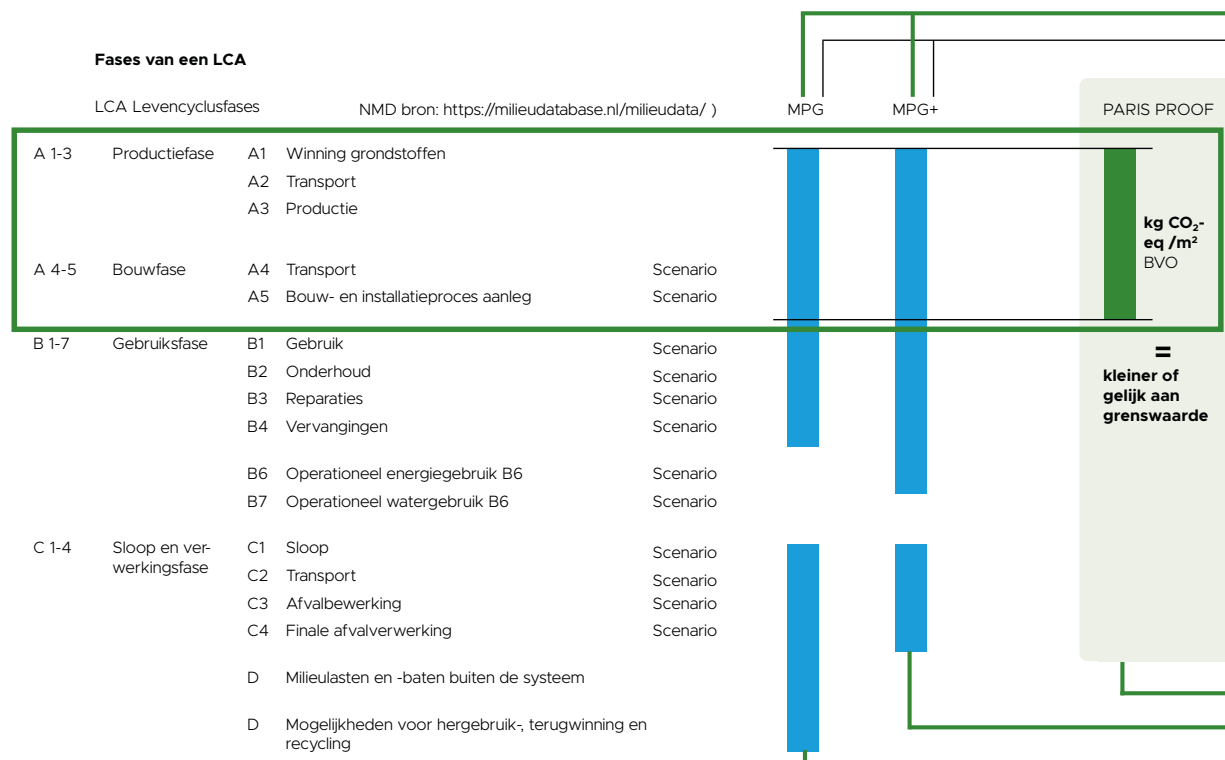 Fases van een LCA
LCA Levencyclusfases NMD bron: https://milieudatabase.nl/milieudata/ ) MPG MPG+ PARIS PROOF
A 1-3 Productiefase A1 Winning grondstoffen
A2 Transport
A3 Productie
kg CO₂-
eq /m²
BVO
A 4-5 Bouwfase A4 Transport Scenario
A5 Bouw- en installatieproces aanleg Scenario
B 1-7 Gebruiksfase B1 Gebruik Scenario
B2 Onderhoud Scenario
B3 Reparaties Scenario
B4 Vervangingen Scenario
=
kleiner of
gelijk aan
grenswaarde
B6 Operationeel energiegebruik B6 Scenario
B7 Operationeel watergebruik B6 Scenario
C 1-4 Sloop en ver-
werkingsfase
C1 Sloop Scenario
C2 Transport Scenario
C3 Afvalbewerking Scenario
C4 Finale afvalverwerking Scenario
D Milieulasten en -baten buiten de systeem
D Mogelijkheden voor hergebruik-, terugwinning en
recycling